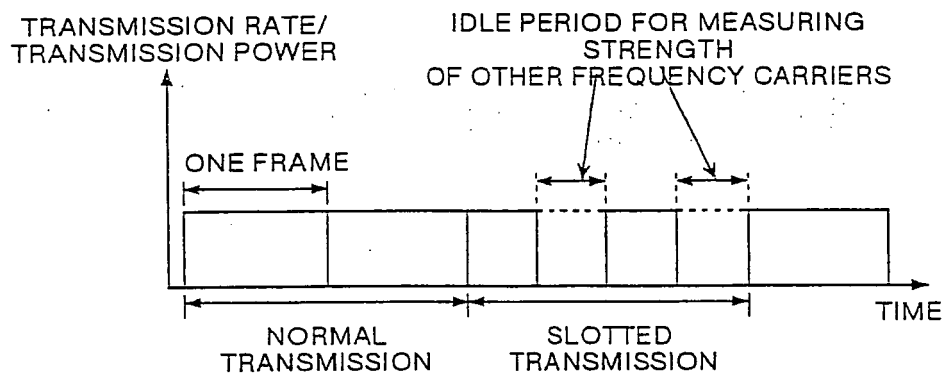 TRANSMISSION RATE/
TRANSMISSION POWER
IDLE PERIOD FOR MEASURING
STRENGTH
OF OTHER FREQUENCY CARRIERS
ONE FRAME
TIME
NORMAL
TRANSMISSION
SLOTTED
TRANSMISSION